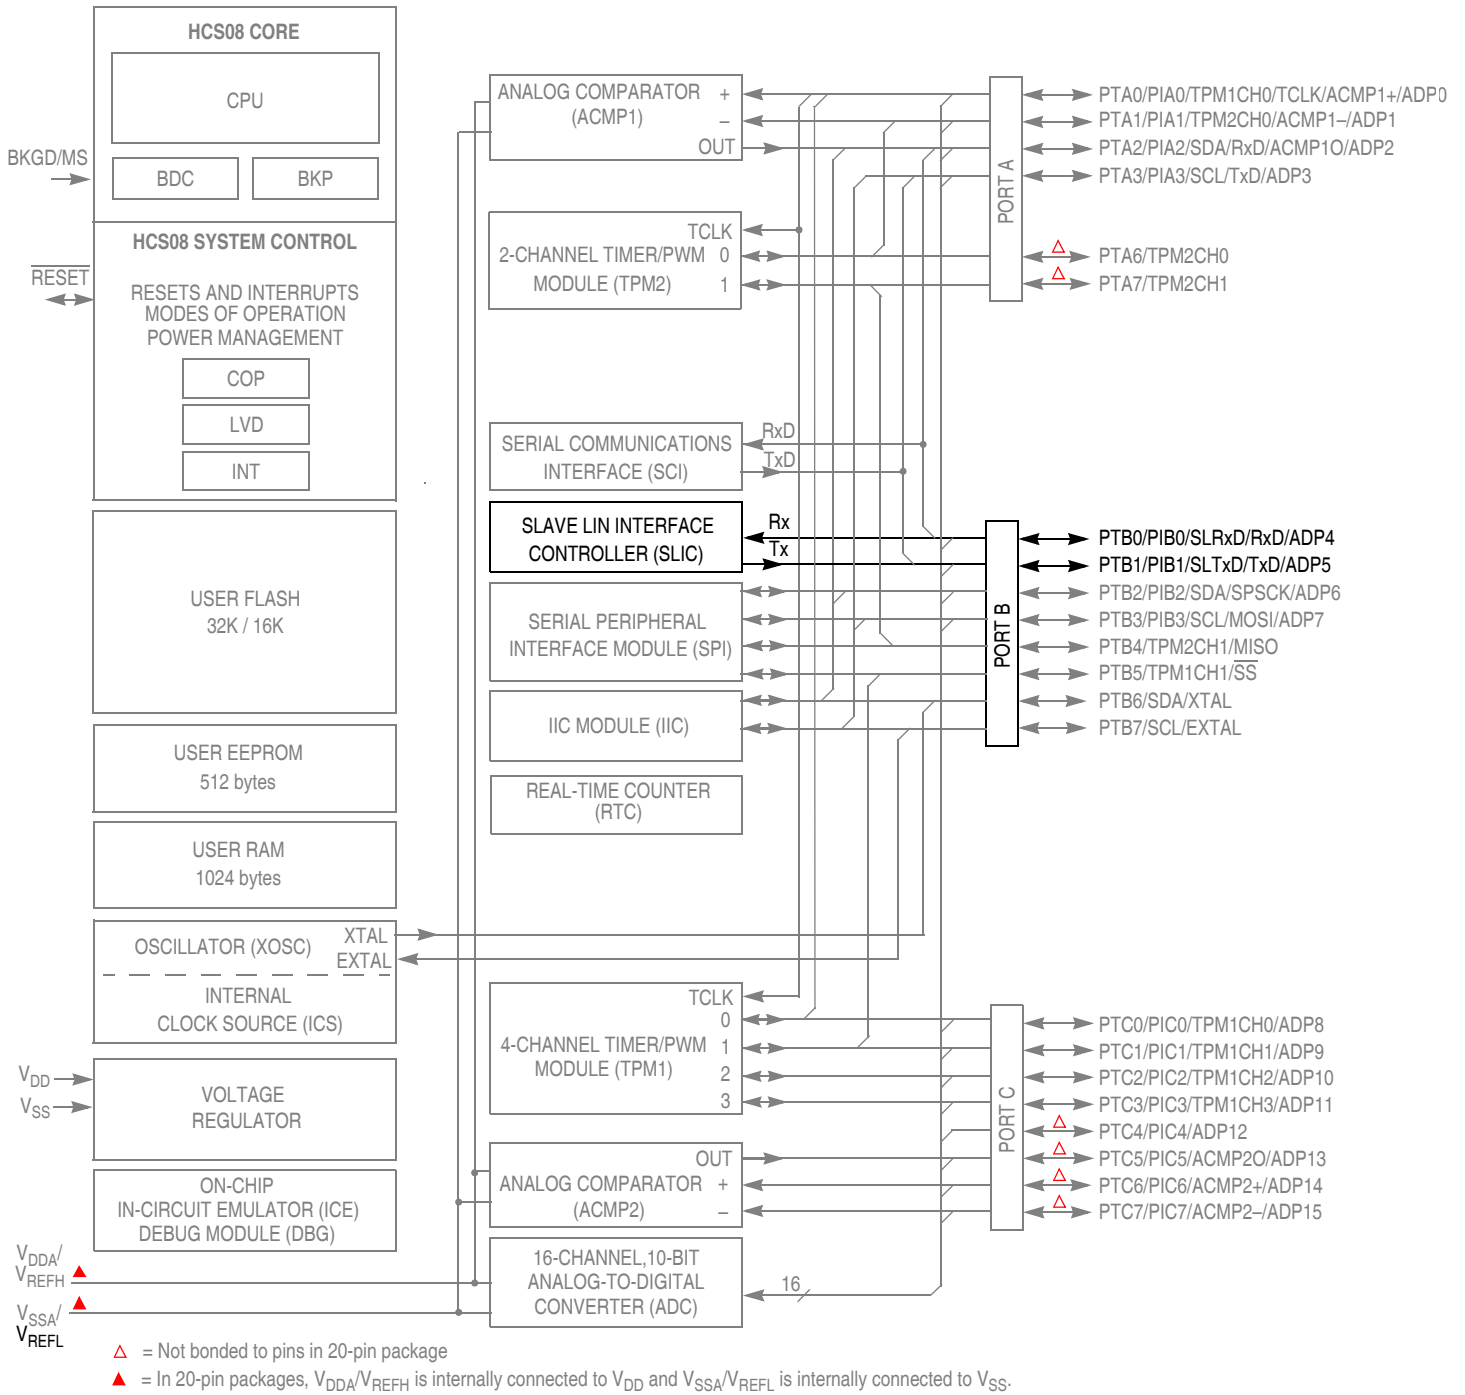 HCS08 CORE
CPU
BDC
BKP
BKGD/MS
HCS08 SYSTEM CONTROL
RESET
RESETS AND INTERRUPTS
MODES OF OPERATION
POWER MANAGEMENT
COP
LVD
INT
USER FLASH
32K / 16K
USER EEPROM
512 bytes
USER RAM
1024 bytes
OSCILLATOR (XOSC)
XTAL
EXTAL
INTERNAL
CLOCK SOURCE (ICS)
VDD
VSS
VOLTAGE
REGULATOR
ON-CHIP
IN-CIRCUIT EMULATOR (ICE)
DEBUG MODULE (DBG)
VDDA/
VREFH
VSSA/
VREFL
ANALOG COMPARATOR
(ACMP1)
+
–
OUT
TCLK
2-CHANNEL TIMER/PWM 0
MODULE (TPM2) 1
SERIAL COMMUNICATIONS
INTERFACE (SCI)
RxD
TxD
SLAVE LIN INTERFACE
CONTROLLER (SLIC)
Rx
Tx
SERIAL PERIPHERAL
INTERFACE MODULE (SPI)
IIC MODULE (IIC)
REAL-TIME COUNTER
(RTC)
TCLK
0
4-CHANNEL TIMER/PWM 1
MODULE (TPM1) 2
3
OUT
ANALOG COMPARATOR +
(ACMP2) –
16-CHANNEL,10-BIT
ANALOG-TO-DIGITAL
CONVERTER (ADC)
16
PORT A
PTA0/PIA0/TPM1CH0/TCLK/ACMP1+/ADP0
PTA1/PIA1/TPM2CH0/ACMP1–/ADP1
PTA2/PIA2/SDA/RxD/ACMP1O/ADP2
PTA3/PIA3/SCL/TxD/ADP3
PTA6/TPM2CH0
PTA7/TPM2CH1
PORT B
PTB0/PIB0/SLRxD/RxD/ADP4
PTB1/PIB1/SLTxD/TxD/ADP5
PTB2/PIB2/SDA/SPSCK/ADP6
PTB3/PIB3/SCL/MOSI/ADP7
PTB4/TPM2CH1/MISO
PTB5/TPM1CH1/SS
PTB6/SDA/XTAL
PTB7/SCL/EXTAL
PORT C
PTC0/PIC0/TPM1CH0/ADP8
PTC1/PIC1/TPM1CH1/ADP9
PTC2/PIC2/TPM1CH2/ADP10
PTC3/PIC3/TPM1CH3/ADP11
PTC4/PIC4/ADP12
PTC5/PIC5/ACMP2O/ADP13
PTC6/PIC6/ACMP2+/ADP14
PTC7/PIC7/ACMP2–/ADP15
△ = Not bonded to pins in 20-pin package
▲ = In 20-pin packages, VDDA/VREFH is internally connected to VDD and VSSA/VREFL is internally connected to VSS.